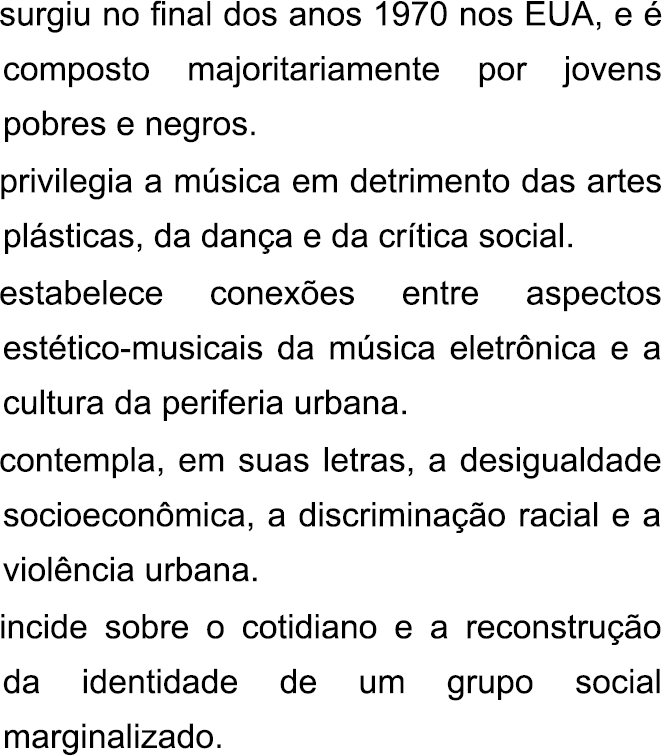 surgiu no final dos anos 1970 nos EUA, e é
composto majoritariamente por jovens
pobres e negros.
privilegia a música em detrimento das artes
plásticas, da dança e da crítica social.
estabelece conexões entre aspectos
estético-musicais da música eletrônica e a
cultura da periferia urbana.
contempla, em suas letras, a desigualdade
socioeconômica, a discriminação racial e a
violência urbana.
incide sobre o cotidiano e a reconstrução
da identidade de um grupo social
marginalizado.